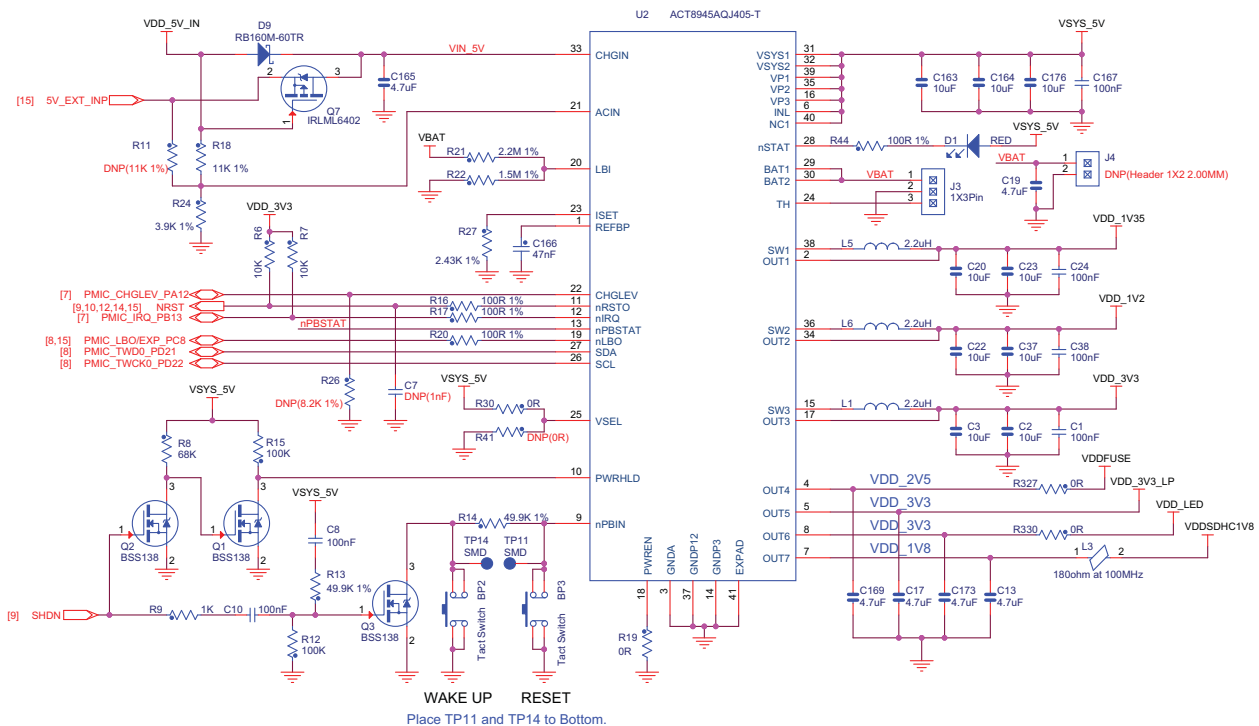 U2 ACT8945AQJ405-T
VDD_5V_IN
D9
RB160M-60TR
VIN_5V
33
CHGIN
[15] 5V_EXT_INP
2
3
1
Q7
IRLML6402
C165
4.7uF
21
ACIN
R11
DNP(11K 1%)
R18
11K 1%
R24
3.9K 1%
VBAT
R21
2.2M 1%
R22
1.5M 1%
20
LBI
23
ISET
1
REFBP
R27
2.43K 1%
C166
47nF
VDD_3V3
R6
10K
R7
10K
[7] PMIC_CHGLEV_PA12
22
CHGLEV
[9,10,12,14,15] NRST
R16
100R 1%
11
nRSTO
[7] PMIC_IRQ_PB13
R17
100R 1%
12
nIRQ
nPBSTAT
13
nPBSTAT
[8,15] PMIC_LBO/EXP_PC8
R20
100R 1%
19
nLBO
[8] PMIC_TWD0_PD21
27
SDA
[8] PMIC_TWCK0_PD22
26
SCL
R26
DNP(8.2K 1%)
C7
DNP(1nF)
VSYS_5V
R30
0R
R41
DNP(0R)
25
VSEL
VSYS_5V
R8
68K
R15
100K
10
PWRHLD
3
1
2
Q2
BSS138
3
1
2
Q1
BSS138
VSYS_5V
C8
100nF
R13
49.9K 1%
R14
49.9K 1%
9
nPBIN
TP14
SMD
TP11
SMD
[9] SHDN
R9
1K
C10
100nF
R12
100K
3
1
2
Q3
BSS138
BP2
Tact Switch
BP3
Tact Switch
WAKE UP
RESET
Place TP11 and TP14 to Bottom.
PWREN
GNDA
GNDP12
GNDP3
EXPAD
18
3
37
14
41
R19
0R
VSYS1
31
VSYS2
32
VP1
39
VP2
35
VP3
16
INL
6
NC1
40
VSYS_5V
C163
10uF
C164
10uF
C176
10uF
C167
100nF
nSTAT
28
R44
100R 1%
D1
RED
VSYS_5V
BAT1
29
BAT2
30
TH
24
VBAT
1
2
3
J3
1X3Pin
VBAT
C19
4.7uF
1
2
J4
DNP(Header 1X2 2.00MM)
SW1
38
OUT1
2
L5
2.2uH
VDD_1V35
C20
10uF
C23
10uF
C24
100nF
SW2
36
OUT2
34
L6
2.2uH
VDD_1V2
C22
10uF
C37
10uF
C38
100nF
SW3
15
OUT3
17
L1
2.2uH
VDD_3V3
C3
10uF
C2
10uF
C1
100nF
OUT4
4
VDD_2V5
R327
0R
VDDFUSE
OUT5
5
VDD_3V3
VDD_3V3_LP
OUT6
8
VDD_3V3
R330
0R
VDD_LED
OUT7
7
VDD_1V8
1
L3
2
180ohm at 100MHz
VDDSDHC1V8
C169
4.7uF
C17
4.7uF
C173
4.7uF
C13
4.7uF